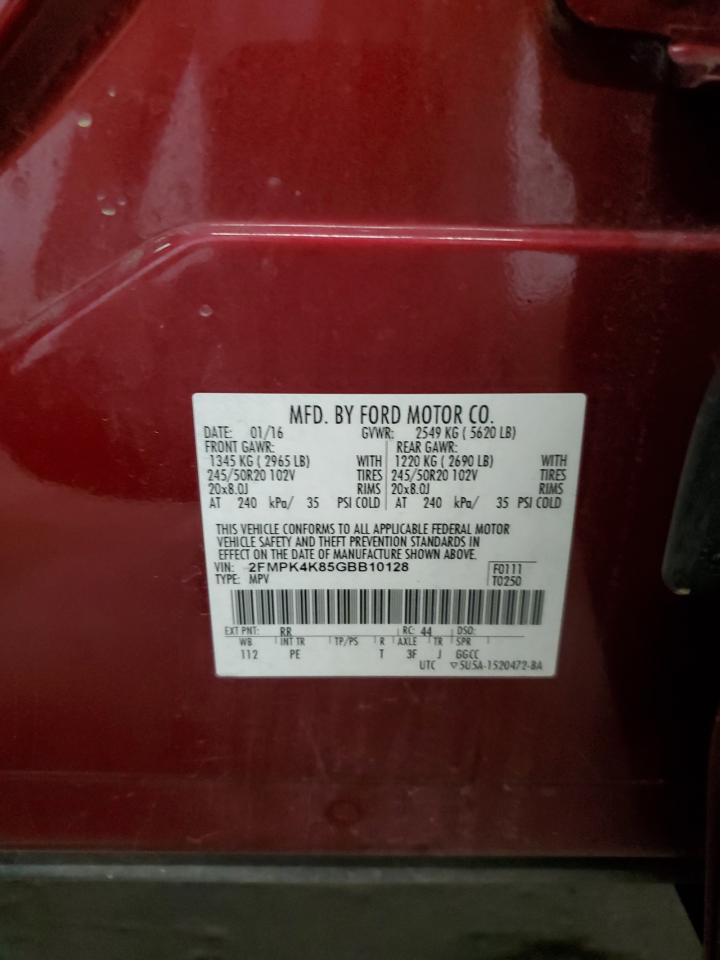 MFD. BY FORD MOTOR CO.
DATE: 01/16 GVWR: 2549 KG ( 5620 LB)
FRONT GAWR: REAR GAWR:
1345 KG ( 2965 LB) WITH 1220 KG ( 2690 LB) WITH
245/50R20 102V TIRES 245/50R20 102V TIRES
20x8.0J RIMS 20x8.0J RIMS
AT 240 kPa/ 35 PSI COLD AT 240 kPa/ 35 PSI COLD
THIS VEHICLE CONFORMS TO ALL APPLICABLE FEDERAL MOTOR
VEHICLE SAFETY AND THEFT PREVENTION STANDARDS IN
EFFECT ON THE DATE OF MANUFACTURE SHOWN ABOVE.
VIN: 2FMPK4K85GBB10128 F0111
TYPE: MPV T0250
EXT PNT: RR RC: 44 DSO:
WB INT TR TP/PS R AXLE TR SPR
112 PE T 3F J GGCC
UTC ▽5U5A-1520472-BA